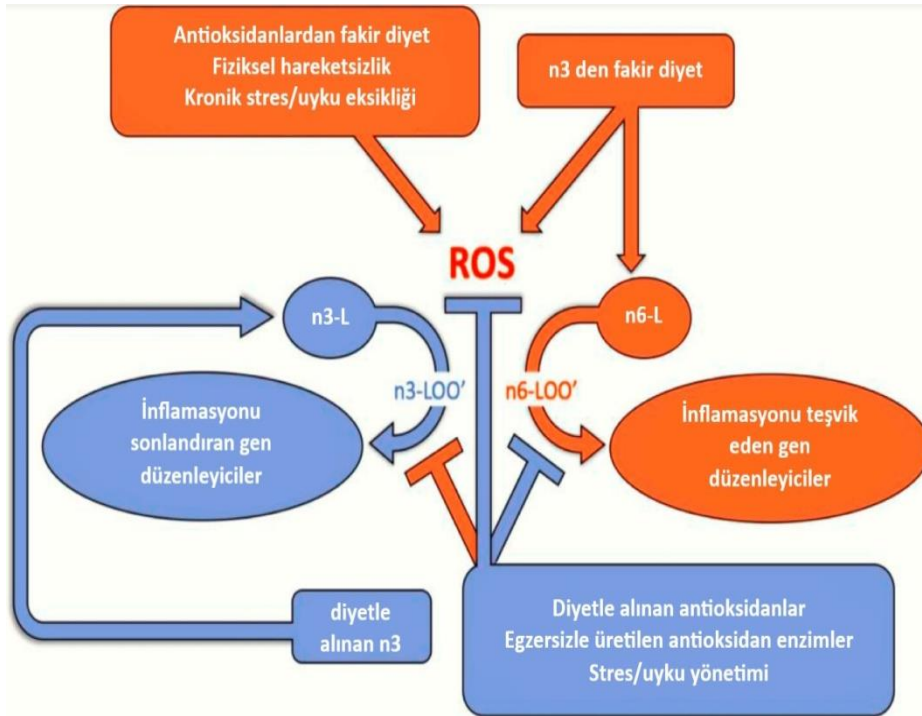 Antioksidanlardan fakir diyet
Fiziksel hareketsizlik
Kronik stres/uyku eksikliği
n3 den fakir diyet
ROS
n3-L
n6-L
n3-LOO'
n6-LOO'
İnflamasyonu
sonlandıran gen
düzenleyiciler
İnflamasyonu teşvik
eden gen
düzenleyiciler
diyetle
alınan n3
Diyetle alınan antioksidanlar
Egzersizle üretilen antioksidan enzimler
Stres/uyku yönetimi